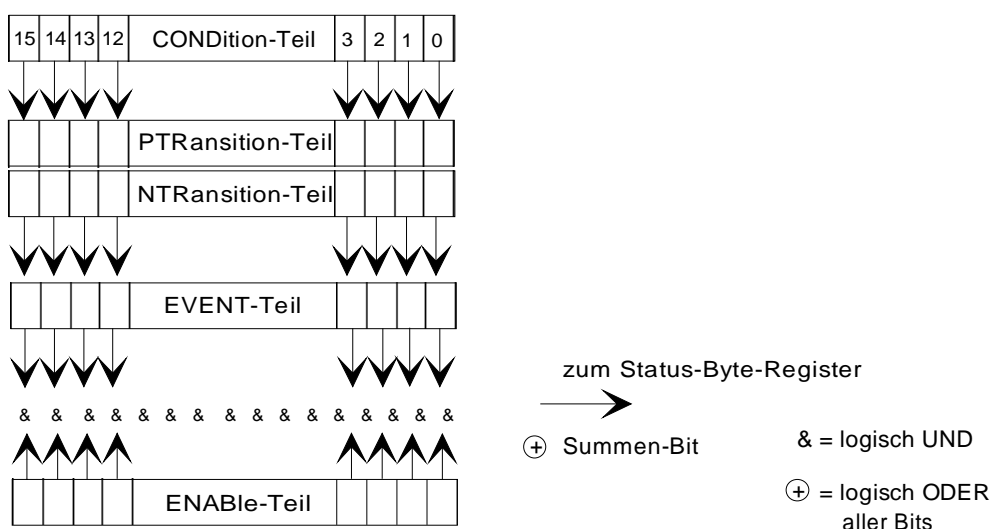 15 14 13 12 CONDition-Teil 3 2 1 0
PTRansition-Teil
NTRansition-Teil
EVENT-Teil
zum Status-Byte-Register
& & & & & & & & & & & & & & & &
+ Summen-Bit
& = logisch UND
ENABle-Teil
+ = logisch ODER
aller Bits